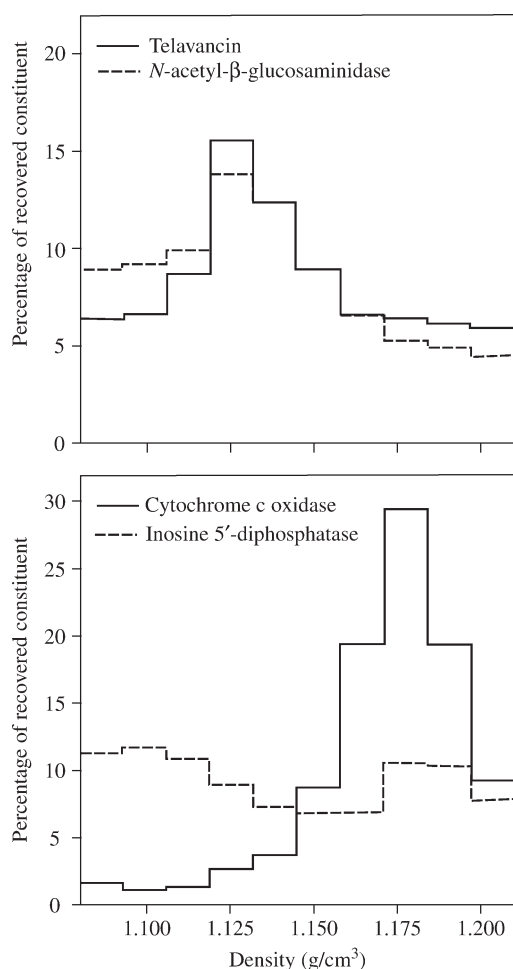 20
Telavancin
N-acetyl-β-glucosaminidase
15
10
5
0
Percentage of recovered constituent
30
Cytochrome c oxidase
Inosine 5′-diphosphatase
25
20
15
10
5
0
Percentage of recovered constituent
1.100 1.125 1.150 1.175 1.200
Density (g/cm³)